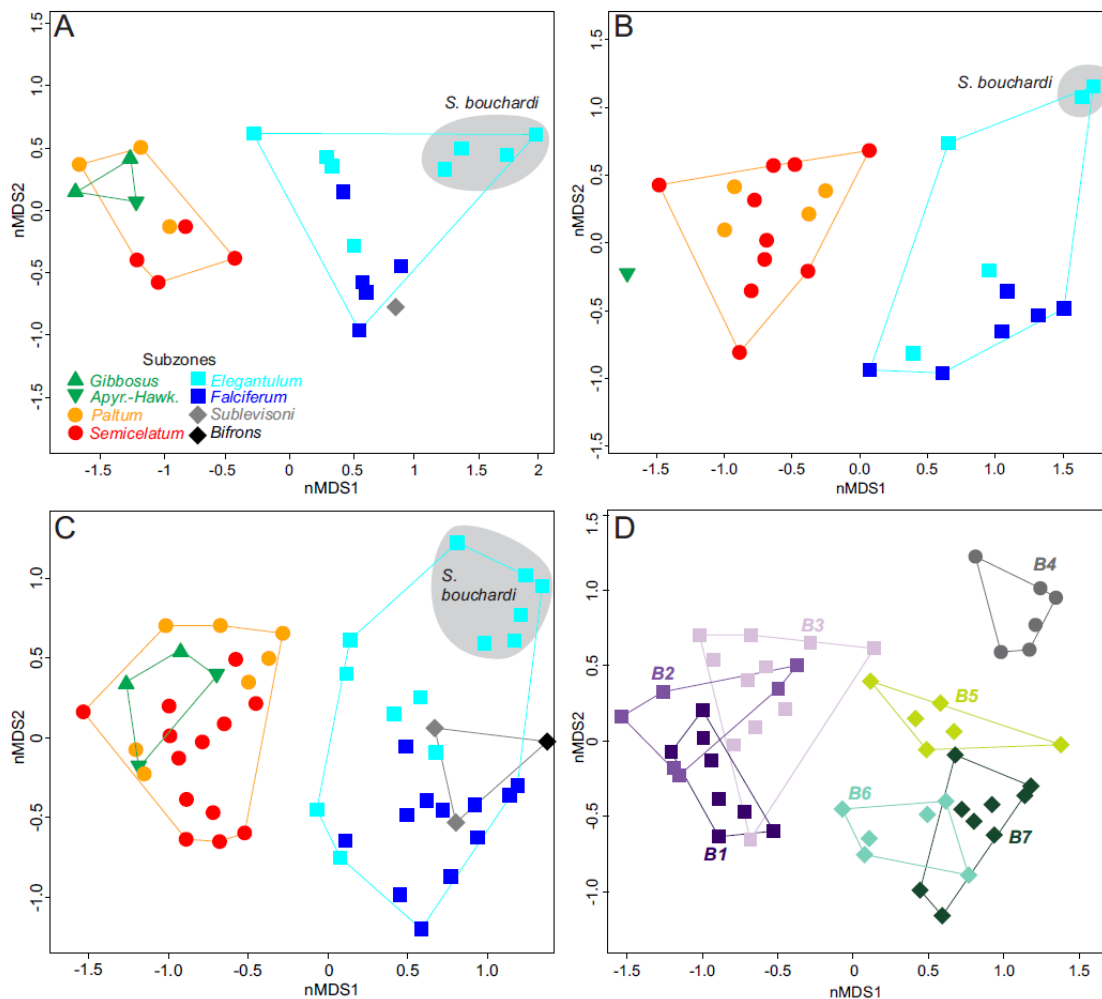 A
1.5
1.0
0.5
0.0
-0.5
-1.0
-1.5
nMDS2
S. bouchardi
Subzones
Gibbosus
Apyr.-Hawk.
Paltum
Semicelatum
Elegantulum
Falciferum
Sublevisoni
Bifrons
-1.5 -1.0 0 0.5 1.0 1.5 2
nMDS1
B
1.5
1.0
0.5
0.0
-0.5
-1.0
-1.5
nMDS2
S. bouchardi
-1.5 -1.0 -0.5 0.0 0.5 1.0 1.5
nMDS1
C
1.0
0.5
0
-0.5
-1.0
nMDS2
S.
bouchardi
-1.5 -1.0 -0.5 0 0.5 1.0
nMDS1
D
1.5
1.0
0.5
0
-0.5
-1.0
nMDS2
B4
B3
B2
B5
B6
B7
B1
-1.5 -1.0 -0.5 0 0.5 1.0 1.5
nMDS1